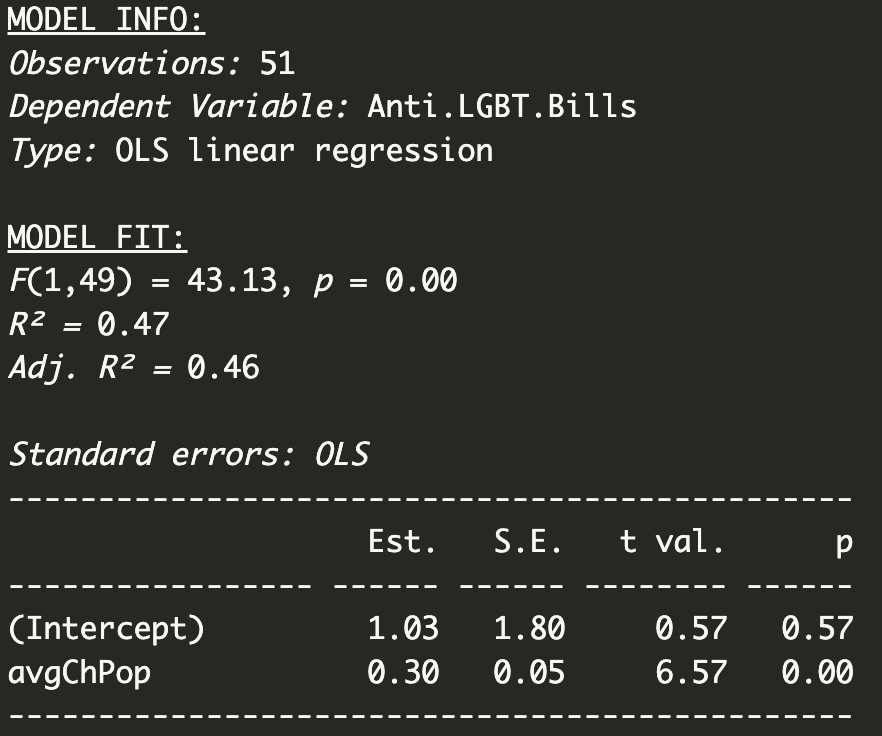 MODEL INFO:
Observations: 51
Dependent Variable: Anti.LGBT.Bills
Type: OLS linear regression
MODEL FIT:
F(1,49) = 43.13, p = 0.00
R² = 0.47
Adj. R² = 0.46
Standard errors: OLS
-----------------------------------------------
Est. S.E. t val. p
----------------- ------ ------ -------- ------
(Intercept) 1.03 1.80 0.57 0.57
avgChPop 0.30 0.05 6.57 0.00
-----------------------------------------------